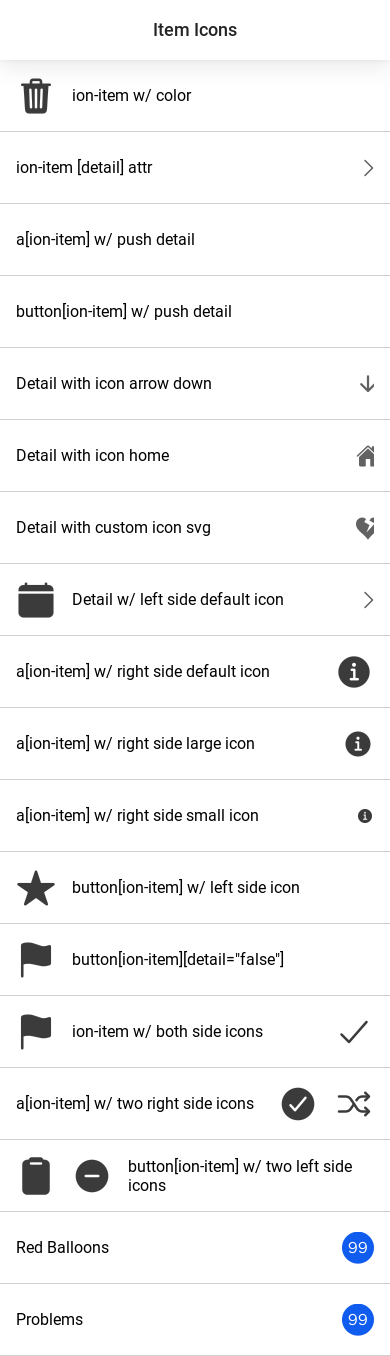 Item Icons
ion-item w/ color
ion-item [detail] attr
a[ion-item] w/ push detail
button[ion-item] w/ push detail
Detail with icon arrow down
Detail with icon home
Detail with custom icon svg
Detail w/ left side default icon
a[ion-item] w/ right side default icon
a[ion-item] w/ right side large icon
a[ion-item] w/ right side small icon
button[ion-item] w/ left side icon
button[ion-item][detail="false"]
ion-item w/ both side icons
a[ion-item] w/ two right side icons
button[ion-item] w/ two left side
icons
Red Balloons 99
Problems 99